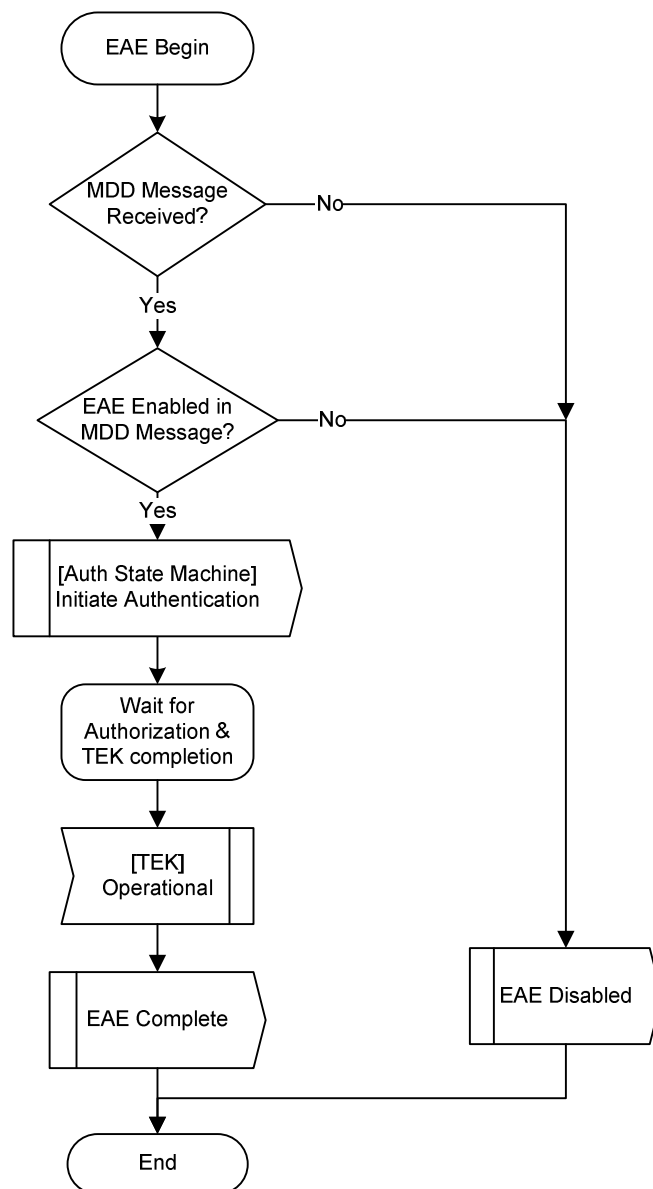 EAE Begin
MDD Message
Received?
No
Yes
EAE Enabled in
MDD Message?
No
Yes
[Auth State Machine]
Initiate Authentication
Wait for
Authorization &
TEK completion
[TEK]
Operational
EAE Complete
EAE Disabled
End